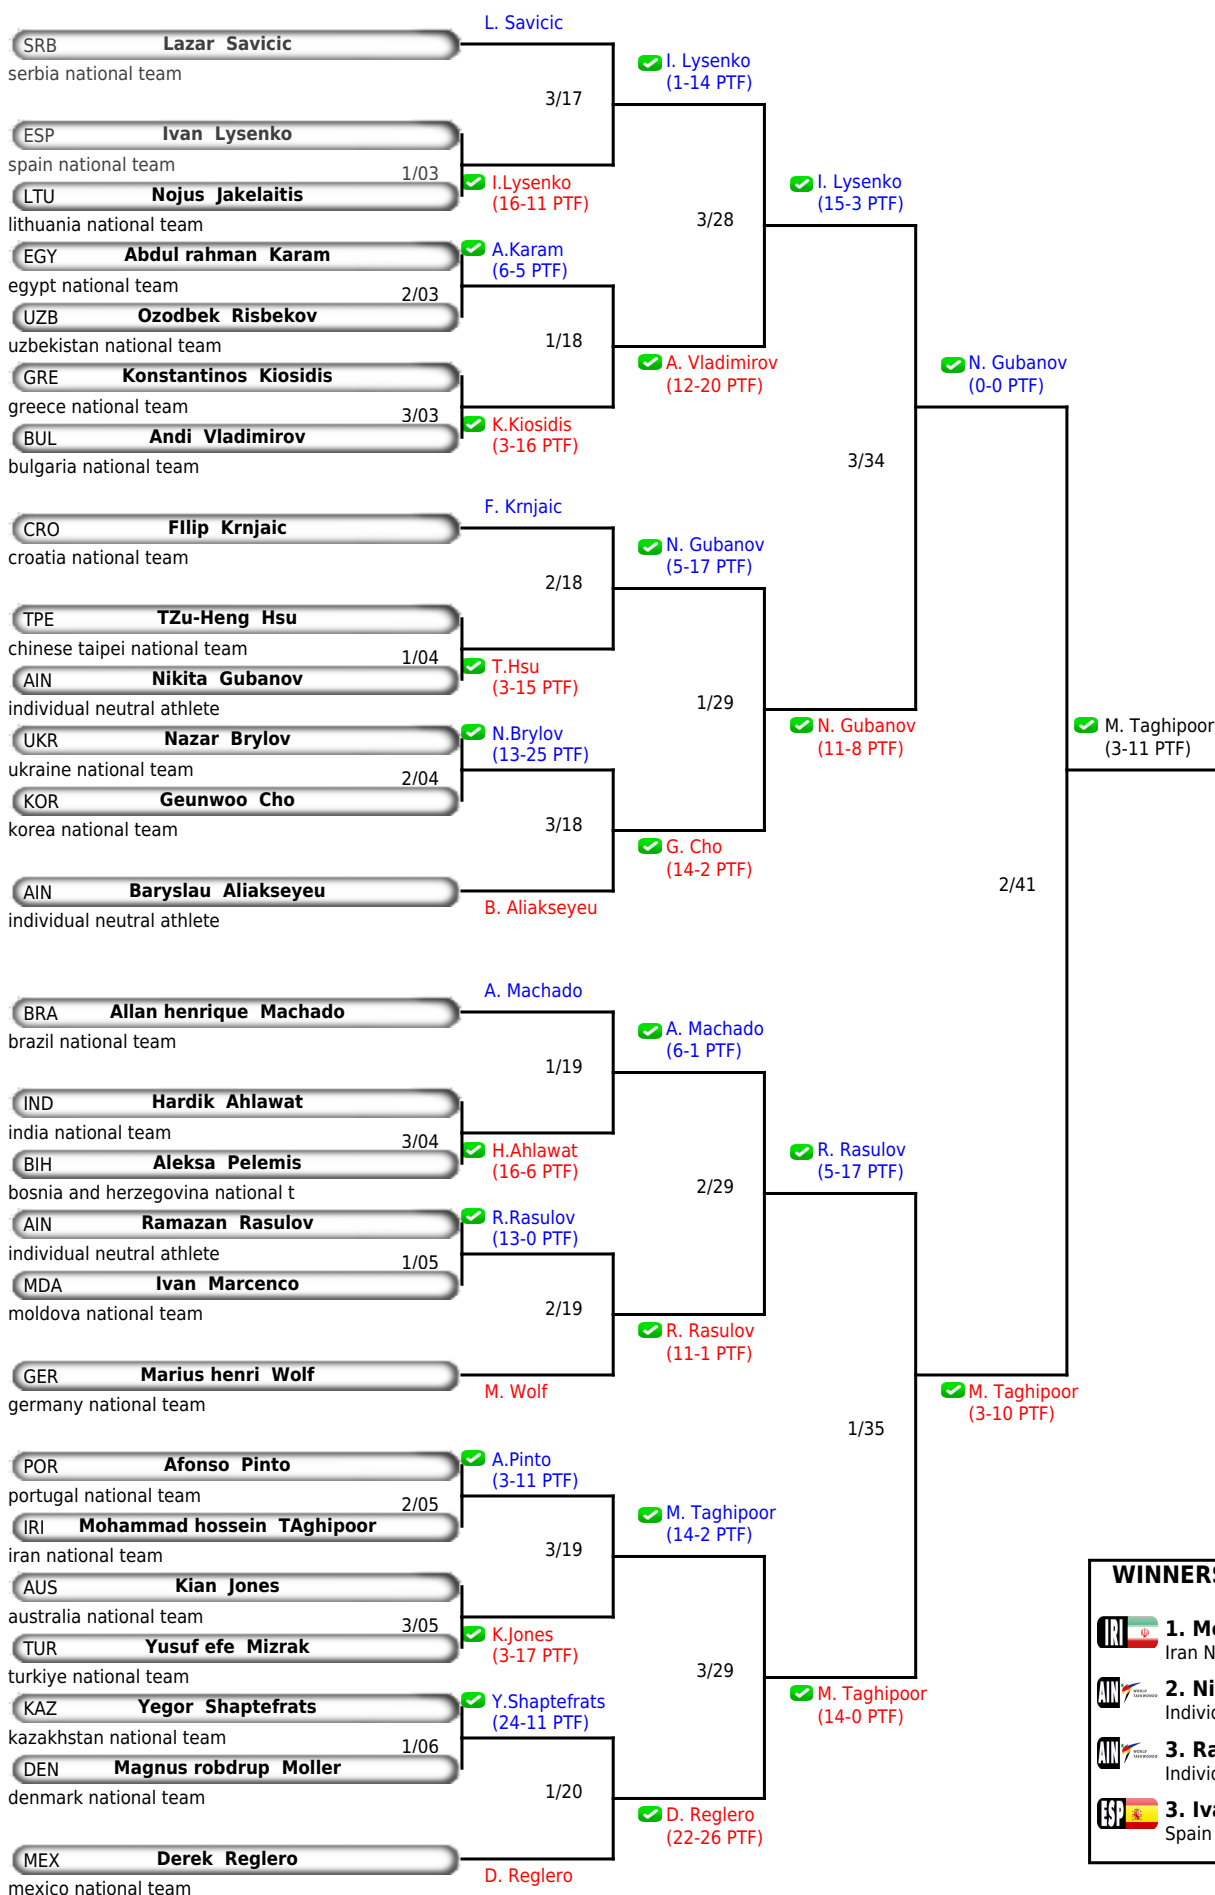 L. Savicic
SRB Lazar Savicic
serbia national team
3/17
I. Lysenko
(1-14 PTF)
ESP Ivan Lysenko
spain national team
1/03
I.Lysenko
(16-11 PTF)
LTU Nojus Jakelaitis
lithuania national team
3/28
I. Lysenko
(15-3 PTF)
EGY Abdul rahman Karam
egypt national team
2/03
A.Karam
(6-5 PTF)
UZB Ozodbek Risbekov
uzbekistan national team
1/18
A. Vladimirov
(12-20 PTF)
GRE Konstantinos Kiosidis
greece national team
3/03
K.Kiosidis
(3-16 PTF)
BUL Andi Vladimirov
bulgaria national team
3/34
N. Gubanov
(0-0 PTF)
F. Krnjaic
CRO FIlip Krnjaic
croatia national team
2/18
N. Gubanov
(5-17 PTF)
TPE TZu-Heng Hsu
chinese taipei national team
1/04
T.Hsu
(3-15 PTF)
AIN Nikita Gubanov
individual neutral athlete
1/29
N. Gubanov
(11-8 PTF)
UKR Nazar Brylov
ukraine national team
2/04
N.Brylov
(13-25 PTF)
KOR Geunwoo Cho
korea national team
3/18
G. Cho
(14-2 PTF)
AIN Baryslau Aliakseyeu
individual neutral athlete
B. Aliakseyeu
2/41
M. Taghipoor
(3-11 PTF)
A. Machado
BRA Allan henrique Machado
brazil national team
1/19
A. Machado
(6-1 PTF)
IND Hardik Ahlawat
india national team
3/04
H.Ahlawat
(16-6 PTF)
BIH Aleksa Pelemis
bosnia and herzegovina national t
2/29
R. Rasulov
(5-17 PTF)
AIN Ramazan Rasulov
individual neutral athlete
1/05
R.Rasulov
(13-0 PTF)
MDA Ivan Marcenco
moldova national team
2/19
R. Rasulov
(11-1 PTF)
GER Marius henri Wolf
germany national team
M. Wolf
1/35
M. Taghipoor
(3-10 PTF)
POR Afonso Pinto
portugal national team
2/05
A.Pinto
(3-11 PTF)
IRI Mohammad hossein TAghipoor
iran national team
3/19
M. Taghipoor
(14-2 PTF)
AUS Kian Jones
australia national team
3/05
K.Jones
(3-17 PTF)
TUR Yusuf efe Mizrak
turkiye national team
3/29
M. Taghipoor
(14-0 PTF)
KAZ Yegor Shaptefrats
kazakhstan national team
1/06
Y.Shaptefrats
(24-11 PTF)
DEN Magnus robdrup Moller
denmark national team
1/20
D. Reglero
(22-26 PTF)
MEX Derek Reglero
mexico national team
D. Reglero
WINNERS
IRI 1. Mo
Iran N
AIN 2. Ni
Individ
AIN 3. Ra
Individ
ESP 3. Iva
Spain